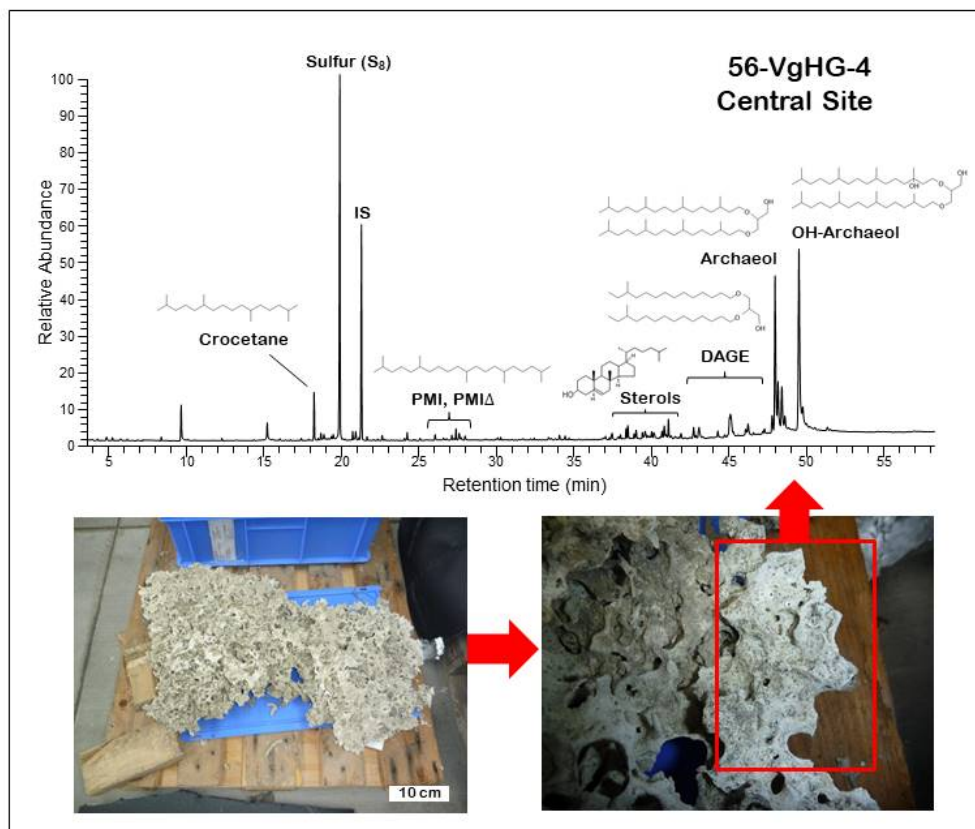 56-VgHG-4
Central Site
Sulfur (S₈)
IS
Crocetane
PMI, PMIΔ
Sterols
DAGE
Archaeol
OH-Archaeol
HO
H
H
H
H
O
O
OH
O
O
OH
OH
O
O
OH
Relative Abundance
100
90
80
70
60
50
40
30
20
10
0
5 10 15 20 25 30 35 40 45 50 55
Retention time (min)
10 cm